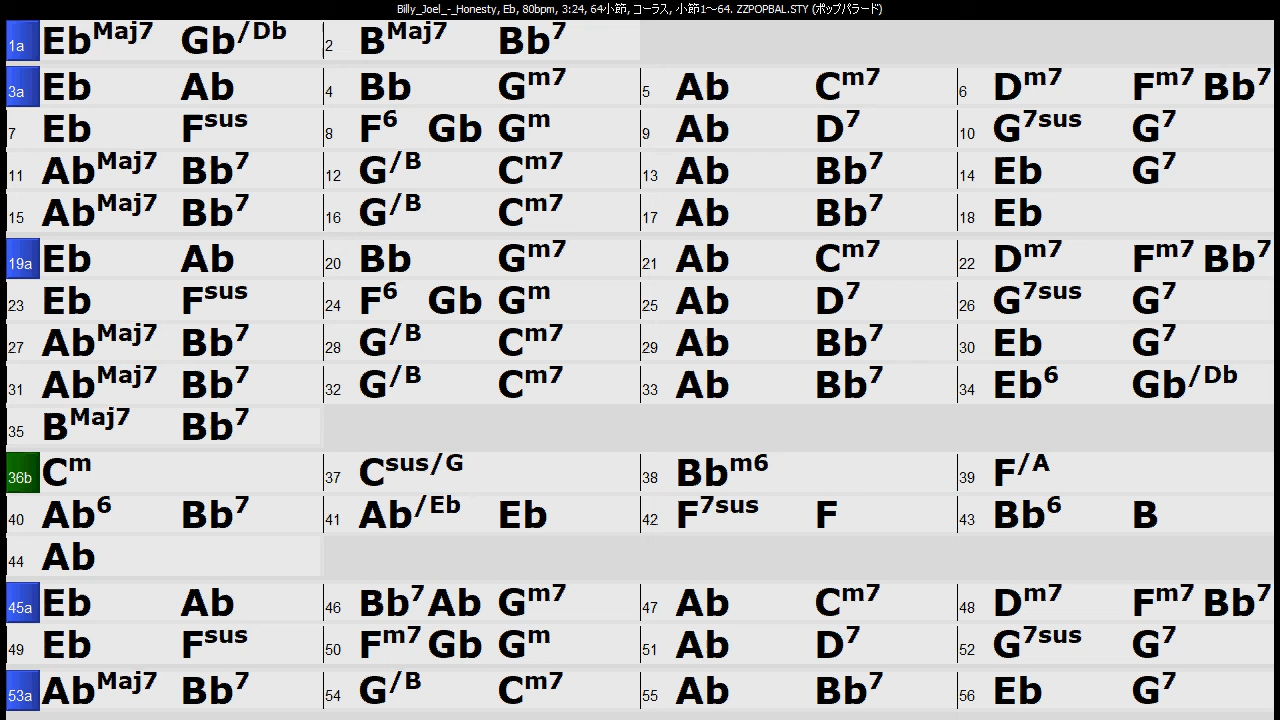 Billy_Joel_-_Honesty, Eb, 80bpm, 3:24, 64小節, コーラス, 小節1～64. ZZPOPBAL.STY (ポップバラード)
1a EbMaj7 Gb/Db 2 BMaj7 Bb7
3a Eb Ab 4 Bb Gm7 5 Ab Cm7 6 Dm7 Fm7 Bb7
7 Eb Fsus 8 F6 Gb Gm 9 Ab D7 10 G7sus G7
11 AbMaj7 Bb7 12 G/B Cm7 13 Ab Bb7 14 Eb G7
15 AbMaj7 Bb7 16 G/B Cm7 17 Ab Bb7 18 Eb
19a Eb Ab 20 Bb Gm7 21 Ab Cm7 22 Dm7 Fm7 Bb7
23 Eb Fsus 24 F6 Gb Gm 25 Ab D7 26 G7sus G7
27 AbMaj7 Bb7 28 G/B Cm7 29 Ab Bb7 30 Eb G7
31 AbMaj7 Bb7 32 G/B Cm7 33 Ab Bb7 34 Eb6 Gb/Db
35 BMaj7 Bb7
36b Cm 37 Csus/G 38 Bbm6 39 F/A
40 Ab6 Bb7 41 Ab/Eb Eb 42 F7sus F 43 Bb6 B
44 Ab
45a Eb Ab 46 Bb7 Ab Gm7 47 Ab Cm7 48 Dm7 Fm7 Bb7
49 Eb Fsus 50 Fm7 Gb Gm 51 Ab D7 52 G7sus G7
53a AbMaj7 Bb7 54 G/B Cm7 55 Ab Bb7 56 Eb G7